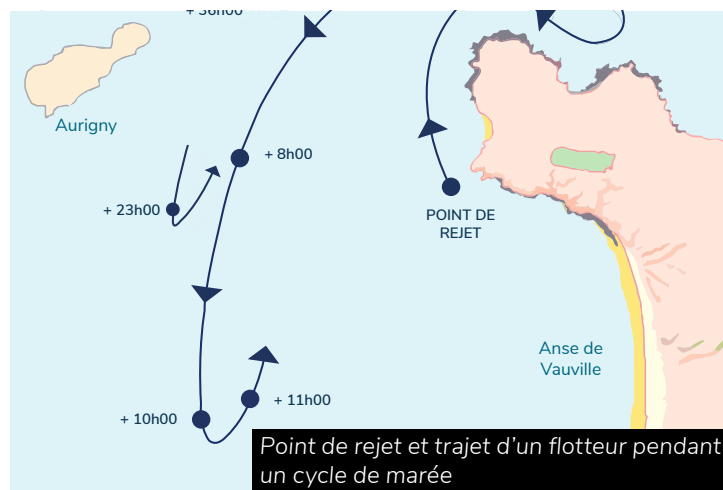 + 36h00
Aurigny
+ 8h00
+ 23h00
POINT DE
REJET
Anse de
Vauville
+ 11h00
+ 10h00
Point de rejet et trajet d’un flotteur pendant
un cycle de marée